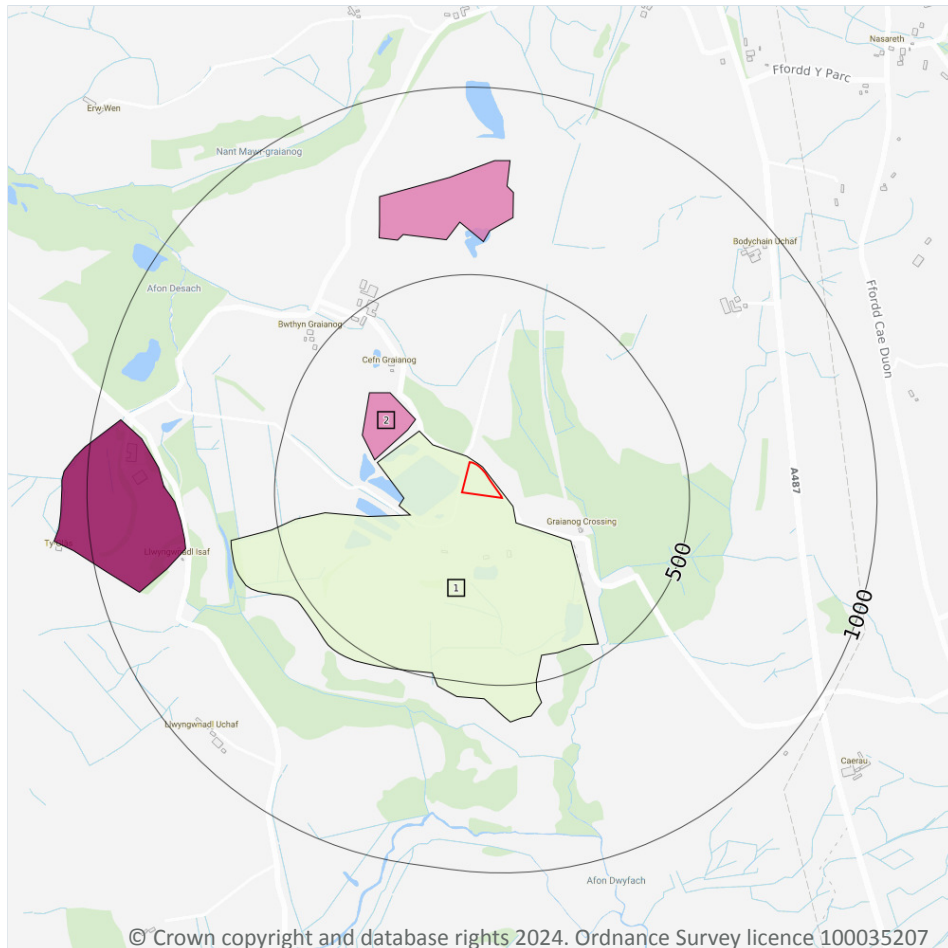 Nasareth
Ffordd Y Parc
Erw Wen
Nant Mawr-graianog
Bodychain Uchaf
Afon Desach
Ffordd Cae Duon
Bwthyn Graianog
Cefn Graianog
2
A487
Graianog Crossing
Llwyngwnadl Isaf
500
1
1000
Llwyngwnadl Uchaf
Caerau
Afon Dwyfach
© Crown copyright and database rights 2024. Ordnance Survey licence 100035207